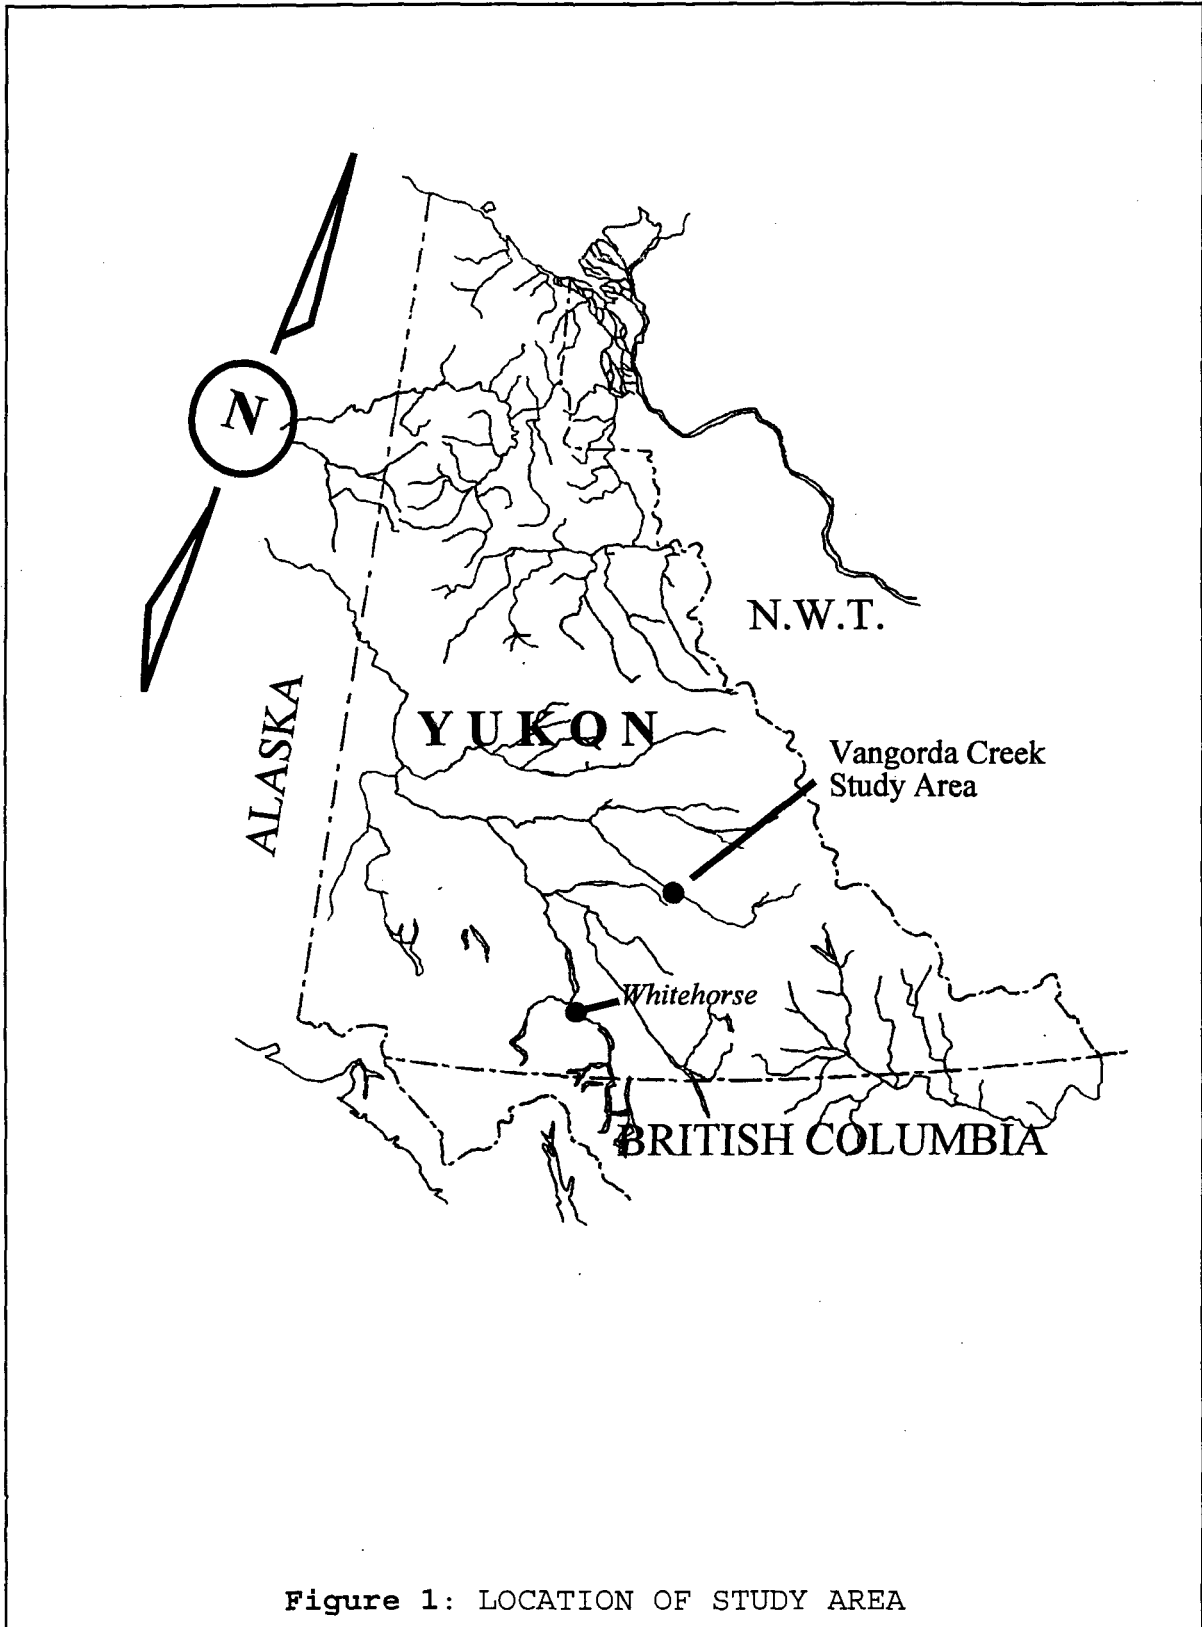 N
N.W.T.
ALASKA
YUKON
Vangorda Creek
Study Area
Whitehorse
BRITISH COLUMBIA
Figure 1: LOCATION OF STUDY AREA